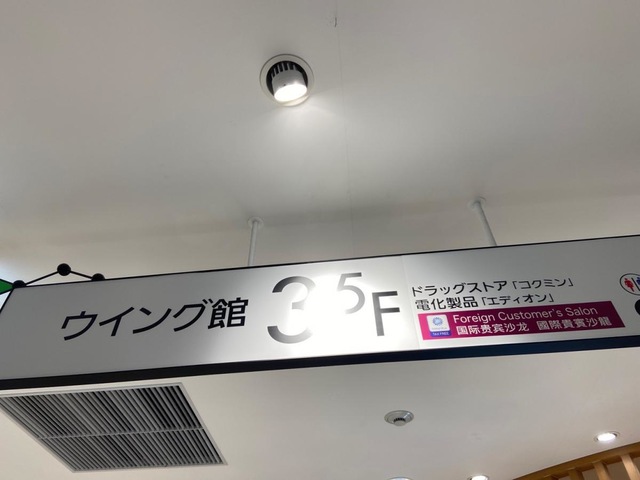 ウイング館
3.5F
ドラッグストア「コクミン」
電化製品「エディオン」
Foreign Customer's Salon
国际贵宾沙龙 國際貴賓沙龍